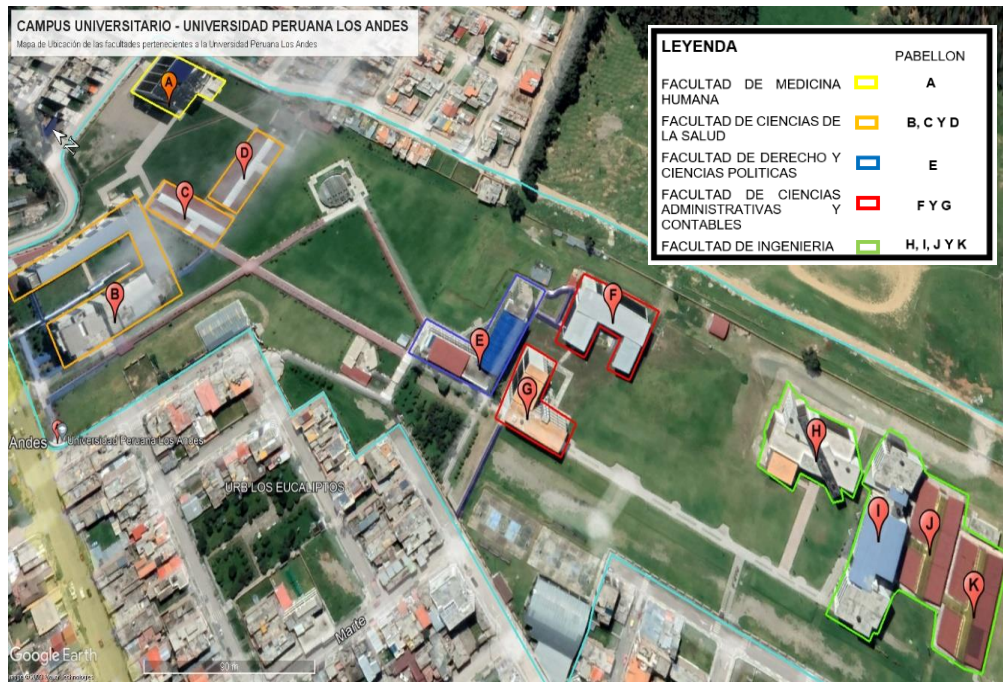 CAMPUS UNIVERSITARIO - UNIVERSIDAD PERUANA LOS ANDES
Mapa de Ubicación de las facultades pertenecientes a la Universidad Peruana Los Andes
LEYENDA
PABELLON
FACULTAD DE MEDICINA
HUMANA
A
FACULTAD DE CIENCIAS DE
LA SALUD
B, C Y D
FACULTAD DE DERECHO Y
CIENCIAS POLITICAS
E
FACULTAD DE CIENCIAS
ADMINISTRATIVAS Y
CONTABLES
F Y G
FACULTAD DE INGENIERIA
H, I, J Y K
A
D
C
B
F
E
G
H
I
J
K
Andes
Universidad Peruana Los Andes
URB LOS EUCALIPTOS
Marte
Google Earth
90 m